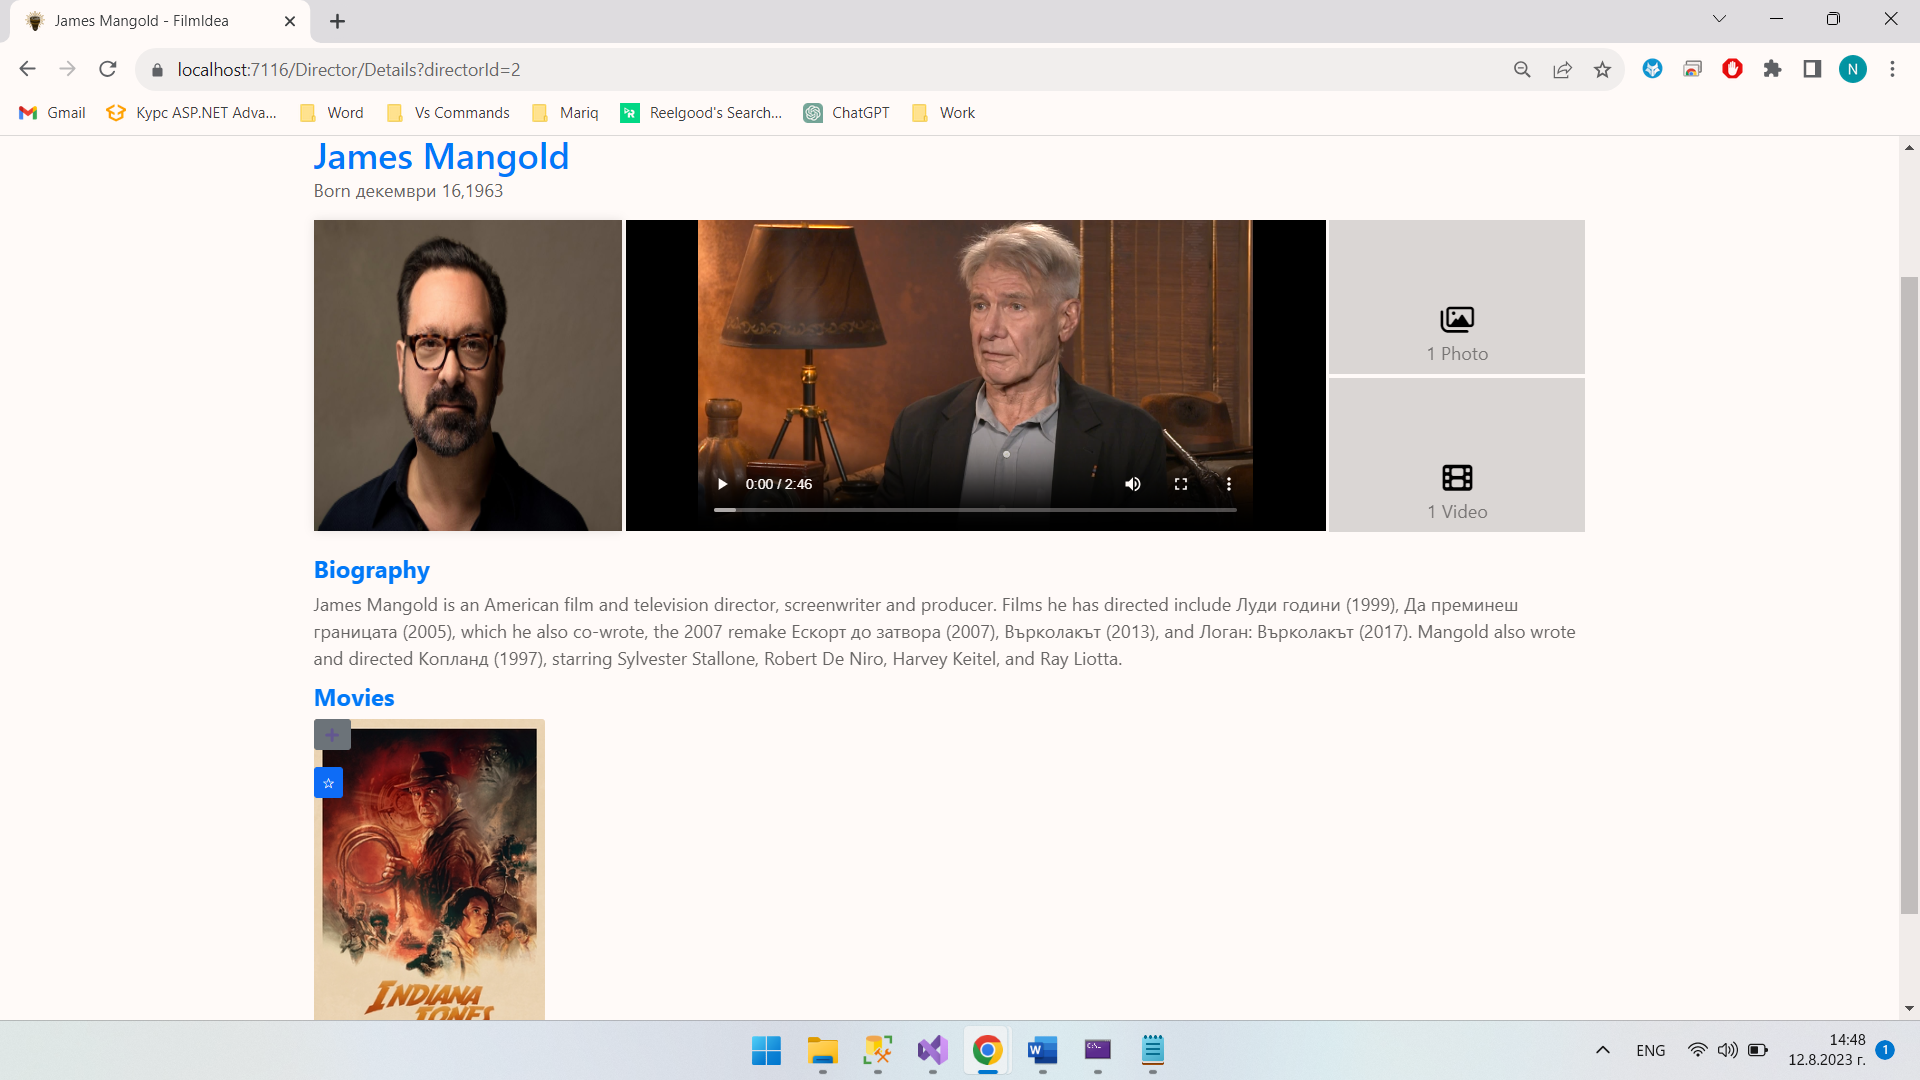 James Mangold - FilmIdea
localhost:7116/Director/Details?directorId=2
N
Gmail
Курс ASP.NET Adva...
Word
Vs Commands
Mariq
Reelgood's Search...
ChatGPT
Work
James Mangold
Born декември 16,1963
0:00 / 2:46
1 Photo
1 Video
Biography
James Mangold is an American film and television director, screenwriter and producer. Films he has directed include Луди години (1999), Да преминеш
границата (2005), which he also co-wrote, the 2007 remake Ескорт до затвора (2007), Върколакът (2013), and Логан: Върколакът (2017). Mangold also wrote
and directed Копланд (1997), starring Sylvester Stallone, Robert De Niro, Harvey Keitel, and Ray Liotta.
Movies
INDIANA
JONES
ENG
14:48
12.8.2023 г.
1